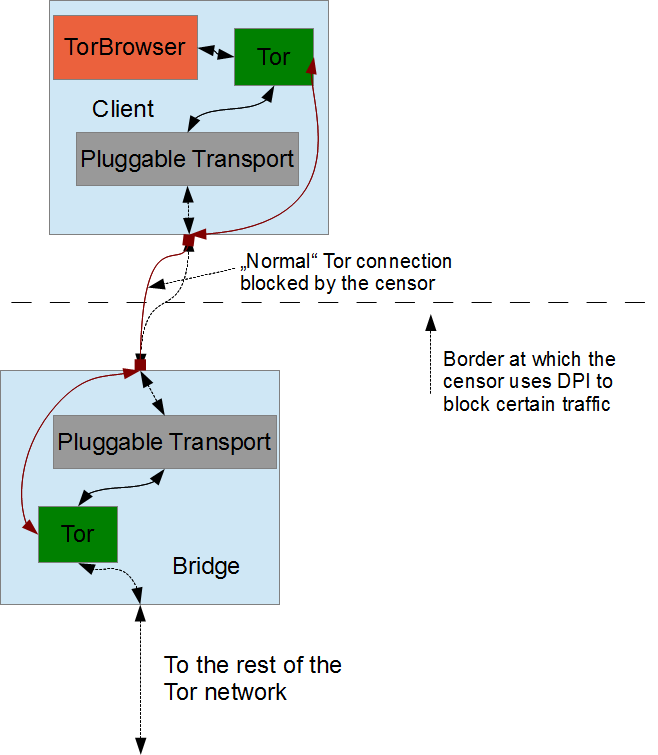 TorBrowser
Tor
Client
Pluggable Transport
„Normal“ Tor connection
blocked by the censor
Border at which the
censor uses DPI to
block certain traffic
Pluggable Transport
Tor
Bridge
To the rest of the
Tor network